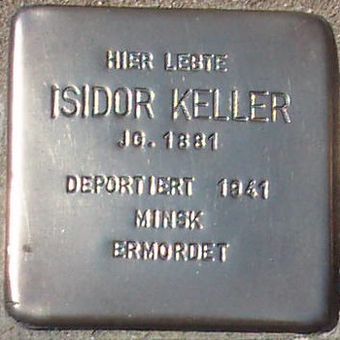 HIER LEBTE
ISIDOR KELLER
JG. 1881
DEPORTIERT 1941
MINSK
ERMORDET